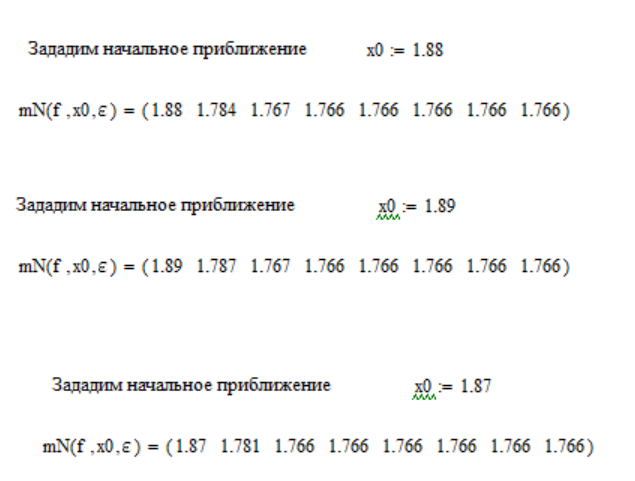 Зададим начальное приближение x0 := 1.88
mN(f ,x0,ε) = (1.88 1.784 1.767 1.766 1.766 1.766 1.766 1.766)
Зададим начальное приближение x0 := 1.89
mN(f ,x0,ε) = (1.89 1.787 1.767 1.766 1.766 1.766 1.766 1.766)
Зададим начальное приближение x0 := 1.87
mN(f ,x0,ε) = (1.87 1.781 1.766 1.766 1.766 1.766 1.766 1.766)